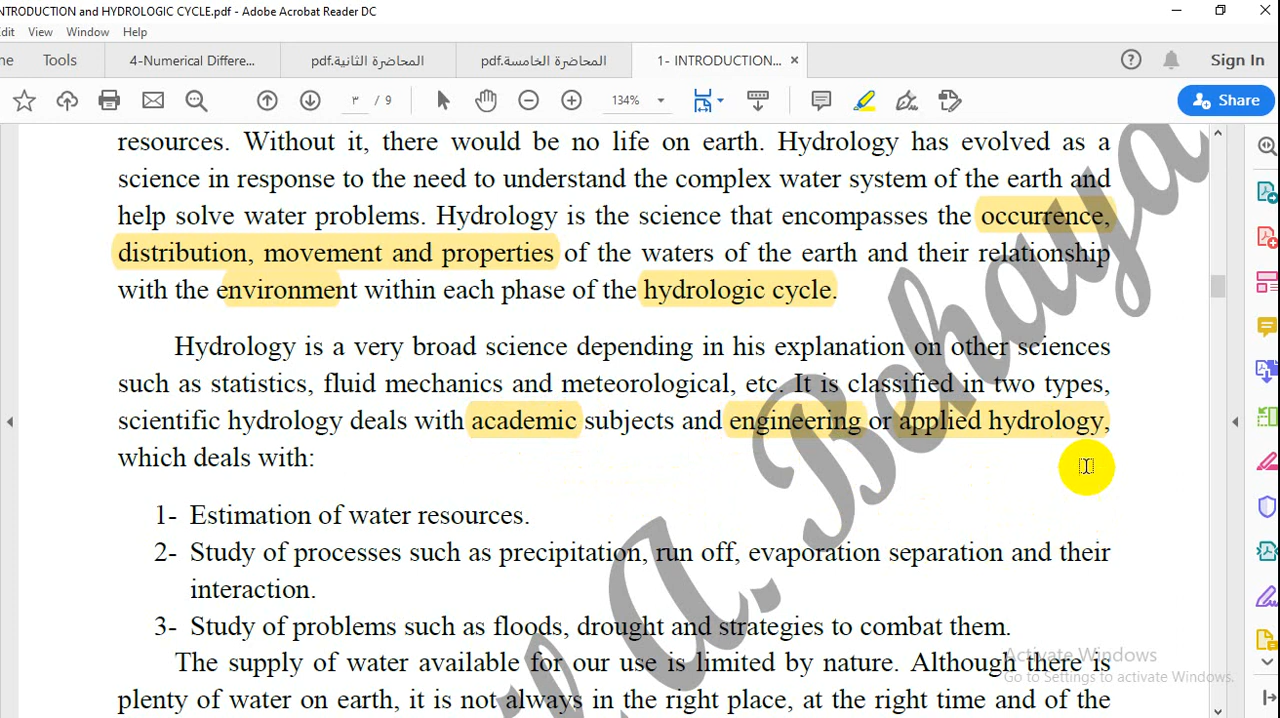 NTRODUCTION and HYDROLOGIC CYCLE.pdf - Adobe Acrobat Reader DC
dit View Window Help
ne Tools 4-Numerical Differe... المحاضرة الثانية.pdf المحاضرة الخامسة.pdf 1- INTRODUCTION... × Sign In
٣ / 9 134% Share
resources. Without it, there would be no life on earth. Hydrology has evolved as a
science in response to the need to understand the complex water system of the earth and
help solve water problems. Hydrology is the science that encompasses the occurrence,
distribution, movement and properties of the waters of the earth and their relationship
with the environment within each phase of the hydrologic cycle.
Hydrology is a very broad science depending in his explanation on other sciences
such as statistics, fluid mechanics and meteorological, etc. It is classified in two types,
scientific hydrology deals with academic subjects and engineering or applied hydrology,
which deals with:
1- Estimation of water resources.
2- Study of processes such as precipitation, run off, evaporation separation and their
interaction.
3- Study of problems such as floods, drought and strategies to combat them.
The supply of water available for our use is limited by nature. Although there is
plenty of water on earth, it is not always in the right place, at the right time and of the
A. Behaya
Activate Windows
Go to Settings to activate Windows.